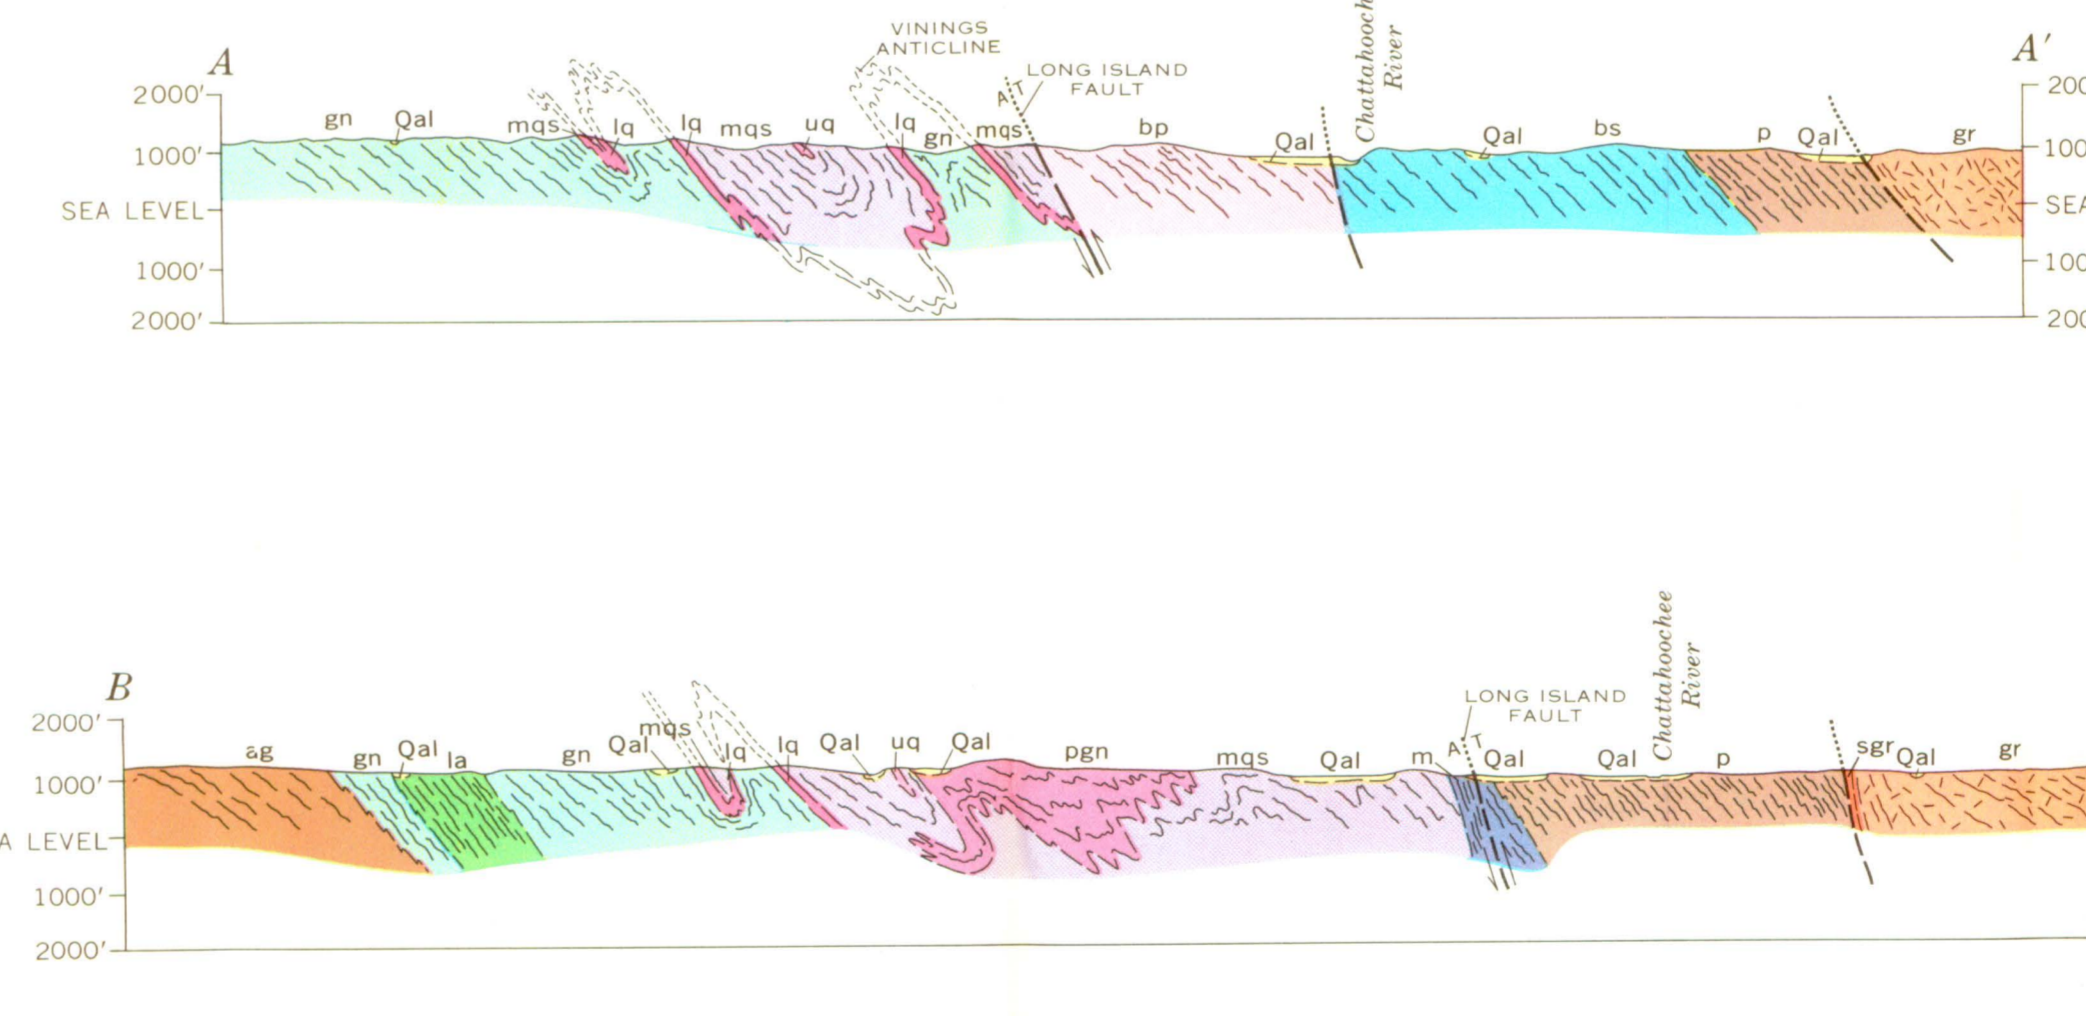 A
VININGS
ANTICLINE
LONG ISLAND
FAULT
A T
River
A′
2000′
1000′
SEA LEVEL
1000′
2000′
gn
Qal
mqs
lq
lq
mqs
uq
lq
gn
mqs
bp
Qal
Qal
bs
p
Qal
gr
B
LONG ISLAND
FAULT
A T
Chattahoochee
River
2000′
1000′
LEVEL
1000′
2000′
ag
gn
Qal
la
gn
Qal
mqs
lq
lq
Qal
uq
Qal
pgn
mqs
Qal
m
Qal
Qal
p
sgr
Qal
gr